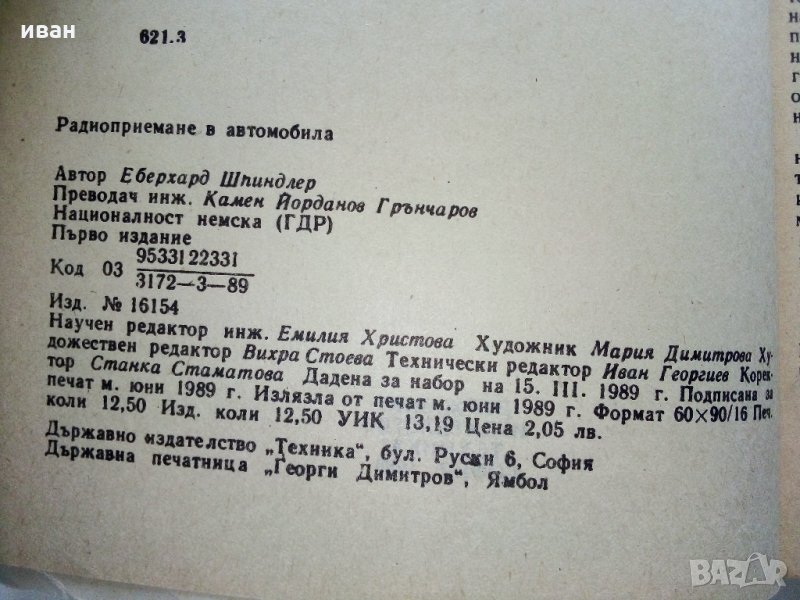 иван
621.3
Радиоприемане в автомобила
Автор Еберхард Шпиндлер
Преводач инж. Камен Йорданов Грънчаров
Националност немска (ГДР)
Първо издание
Код 03 9533122331
3172—3—89
Изд. № 16154
Научен редактор инж. Емилия Христова Художник Мария Димитрова Ху-
дожествен редактор Вихра Стоева Технически редактор Иван Георгиев Корек-
тор Станка Стаматова Дадена за набор на 15. III. 1989 г. Подписана за
печат м. юни 1989 г. Излязла от печат м. юни 1989 г. Формат 60×90/16 Печ.
коли 12,50 Изд. коли 12,50 УИК 13,19 Цена 2,05 лв.
Държавно издателство „Техника“, бул. Руски 6, София
Държавна печатница „Георги Димитров“, Ямбол
BAZAR